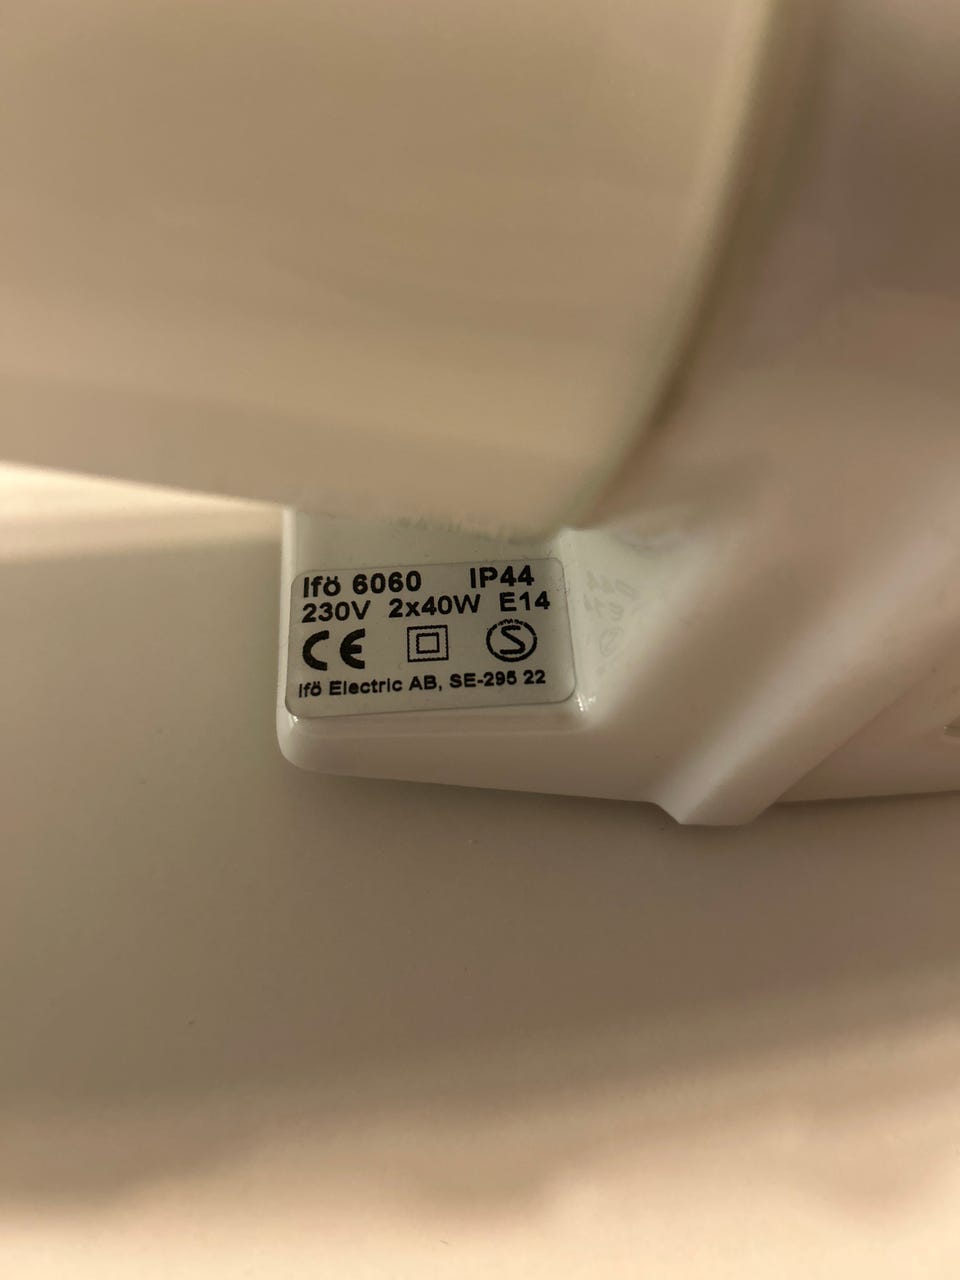 Ifö 6060 IP44
230V 2x40W E14
CE S
Ifö Electric AB, SE-295 22